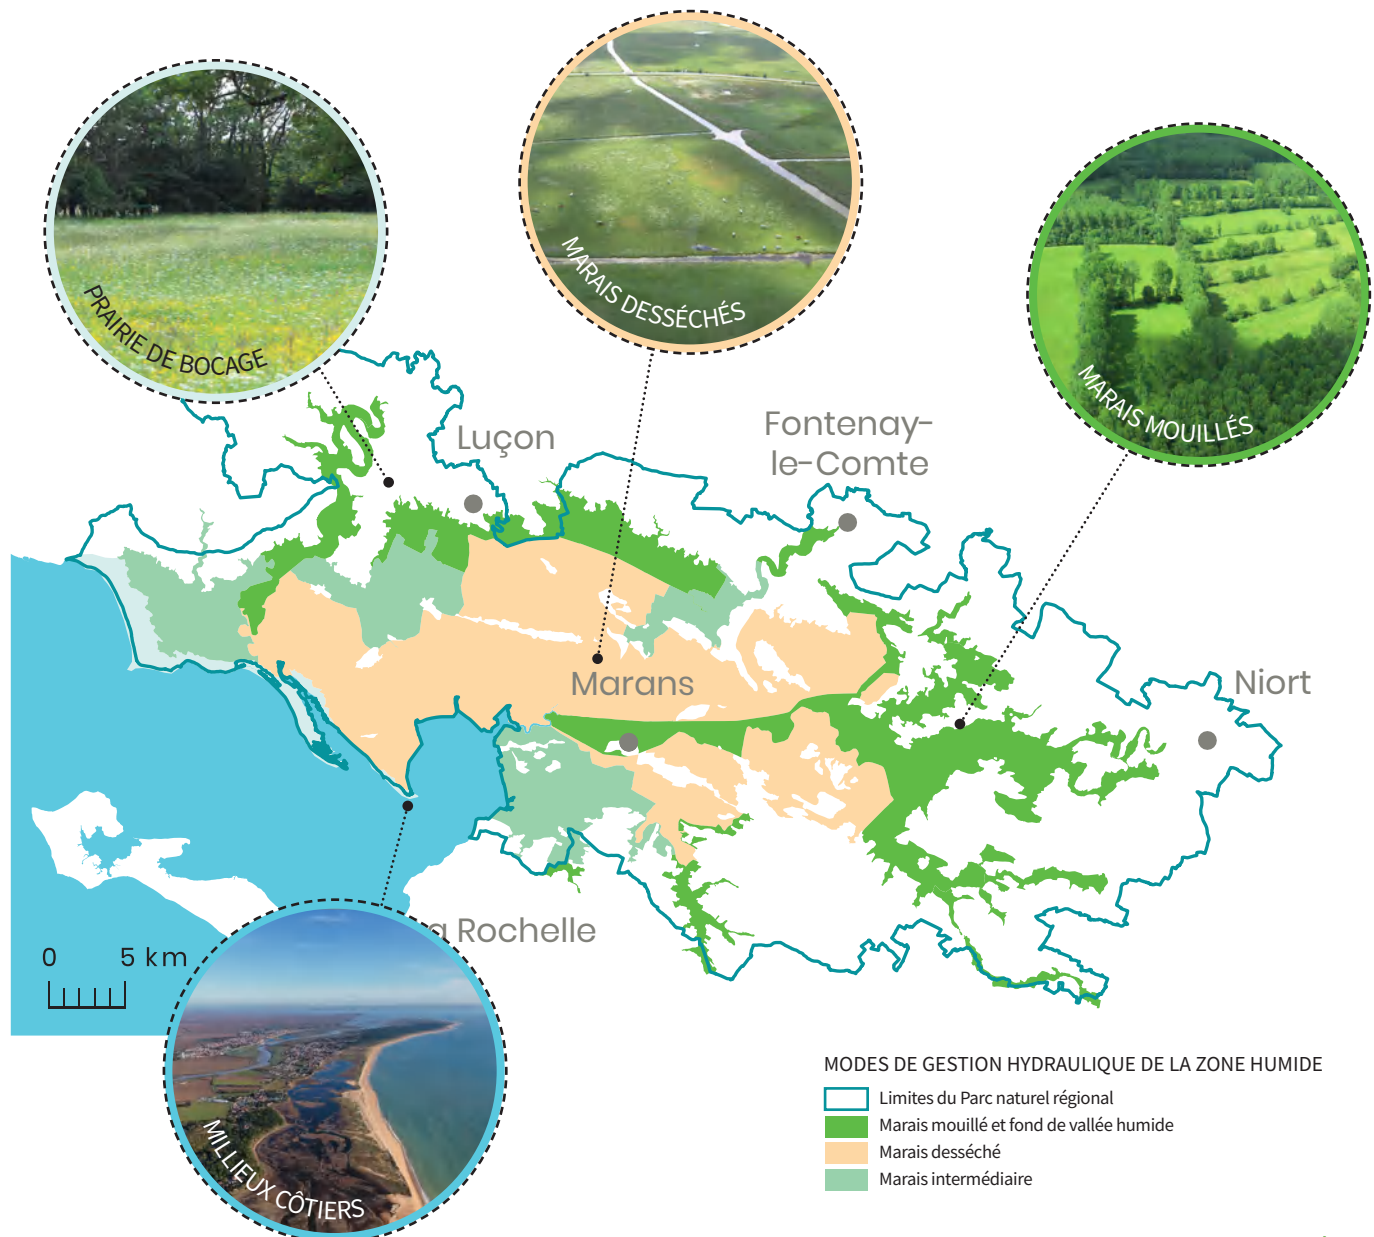 PRAIRIE DE BOCAGE
MARAIS DESSÉCHÉS
MARAIS MOUILLÉS
Luçon
Fontenay-
le-Comte
Marans
Niort
a Rochelle
0 5 km
MILLIEUX CÔTIERS
MODES DE GESTION HYDRAULIQUE DE LA ZONE HUMIDE
Limites du Parc naturel régional
Marais mouillé et fond de vallée humide
Marais desséché
Marais intermédiaire